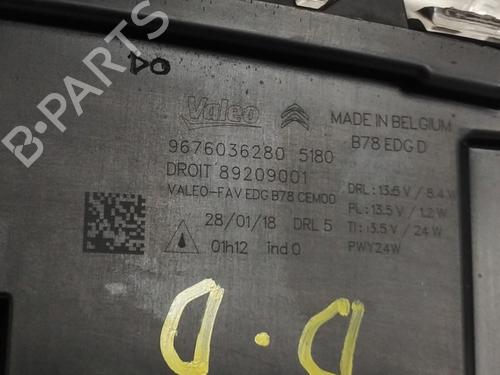 Valeo
MADE IN BELGIUM
9676036280 5180
B78 EDG D
DROIT 89209001
VALEO-FAV EDG B78 CEM00
DRL : 13.5 V / 8.4 W
PL : 13.5 V / 1.2 W
TI : 13.5 V / 24 W
PWY24W
28/01/18 DRL 5
01h12 ind 0
B-PARTS
D.D